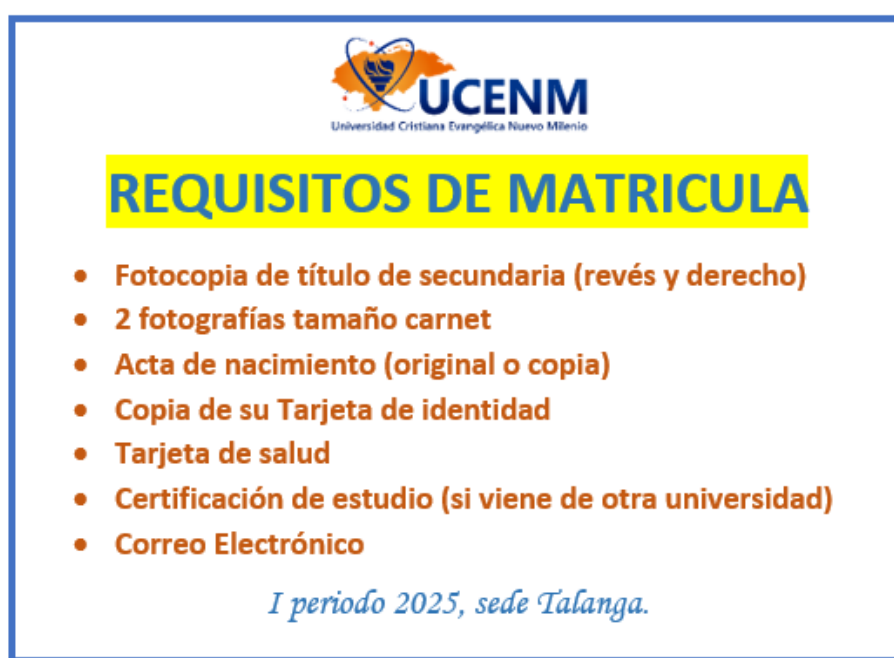 UCENM
Universidad Cristiana Evangélica Nuevo Milenio
REQUISITOS DE MATRICULA
• Fotocopia de título de secundaria (revés y derecho)
• 2 fotografías tamaño carnet
• Acta de nacimiento (original o copia)
• Copia de su Tarjeta de identidad
• Tarjeta de salud
• Certificación de estudio (si viene de otra universidad)
• Correo Electrónico
I periodo 2025, sede Talanga.